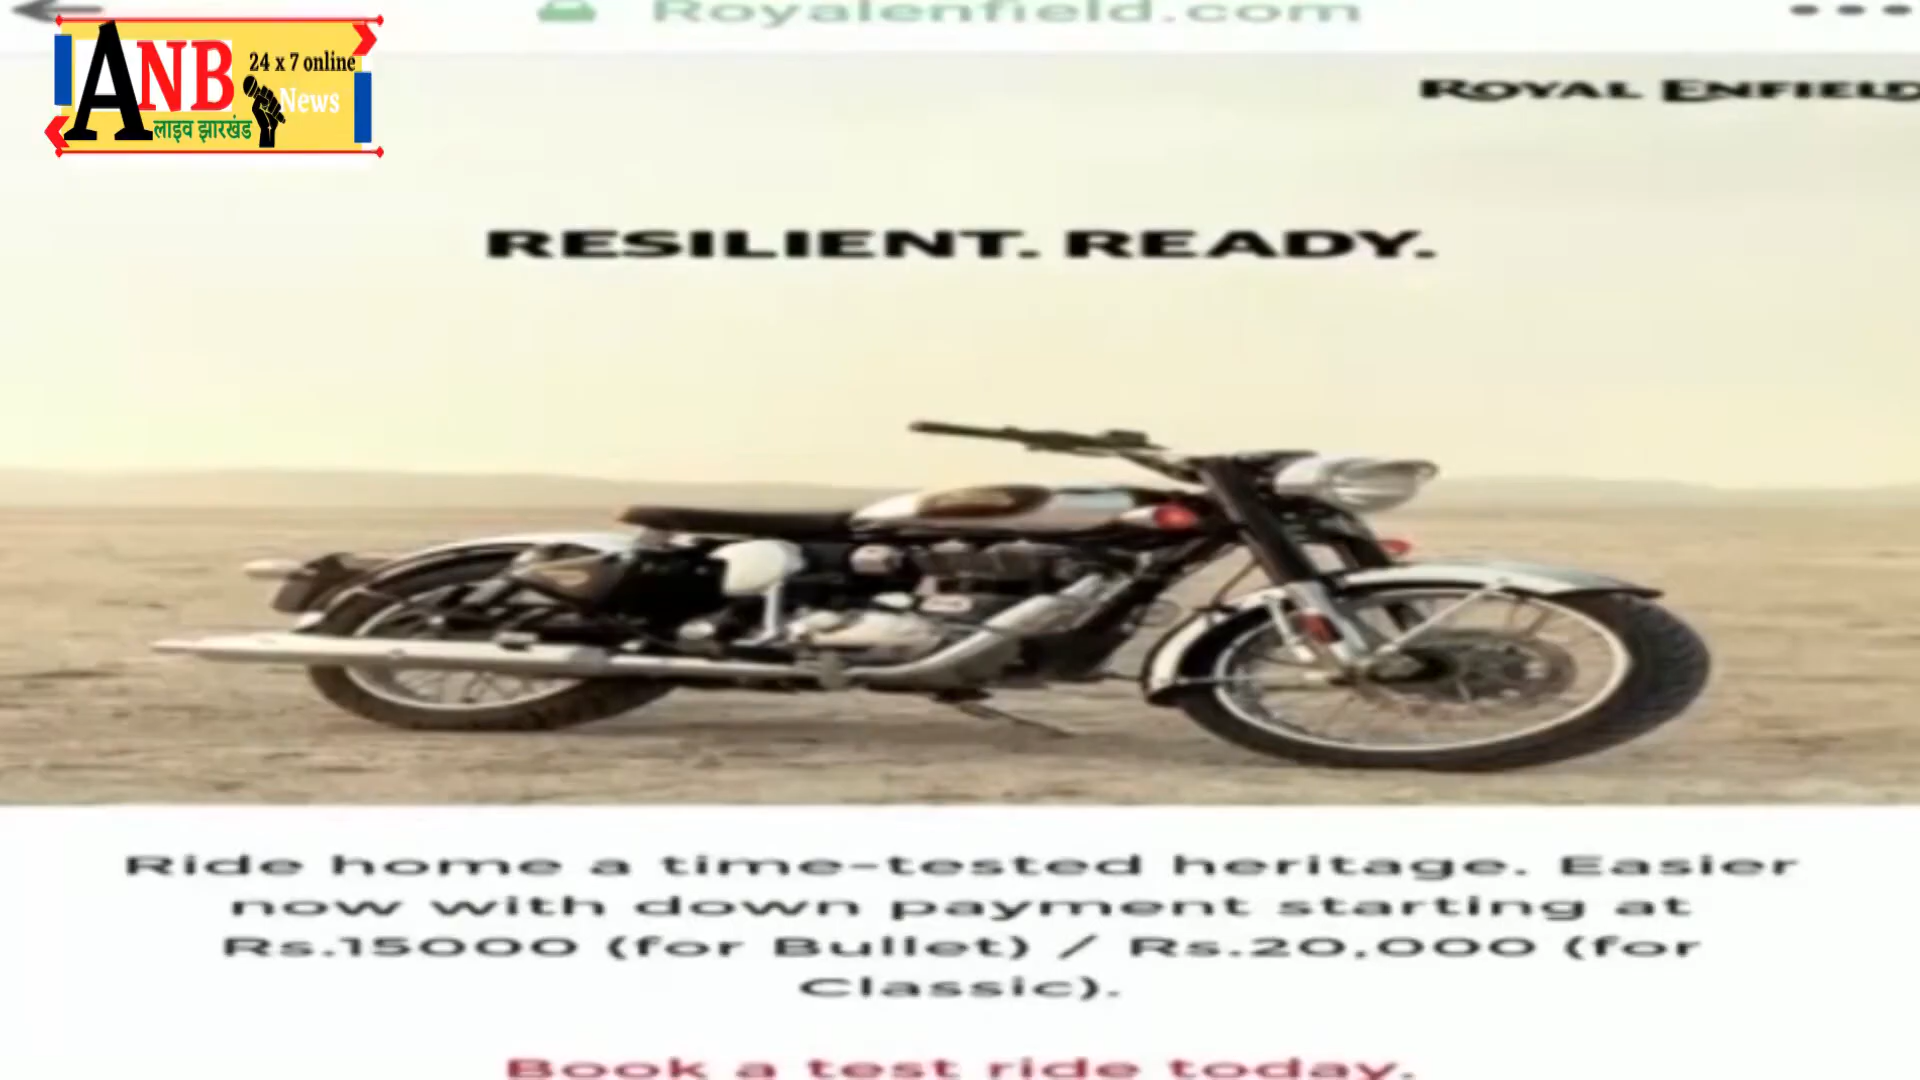 Royalenfield.com
ANB
24 x 7 online
News
लाइव झारखंड
ROYAL ENFIELD
RESILIENT. READY.
Ride home a time-tested heritage. Easier
now with down payment starting at
Rs.15000 (for Bullet) / Rs.20,000 (for
Classic).
Book a test ride today.